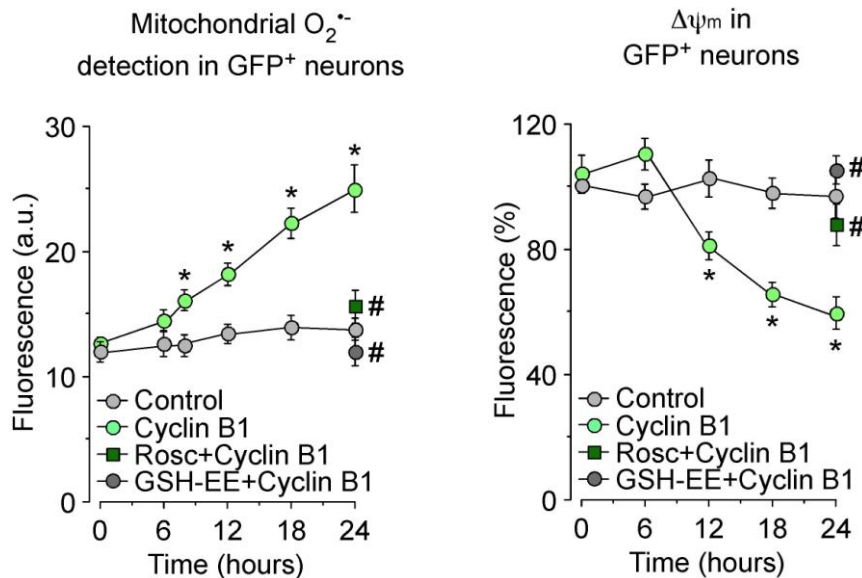 Mitochondrial O₂•-
detection in GFP⁺ neurons
30
20
10
0
Fluorescence (a.u.)
*
*
*
*
*
#
#
Control
Cyclin B1
Rosc+Cyclin B1
GSH-EE+Cyclin B1
0 6 12 18 24
Time (hours)
Δψm in
GFP⁺ neurons
120
80
40
0
Fluorescence (%)
#
#
*
*
*
Control
Cyclin B1
Rosc+Cyclin B1
GSH-EE+Cyclin B1
0 6 12 18 24
Time (hours)